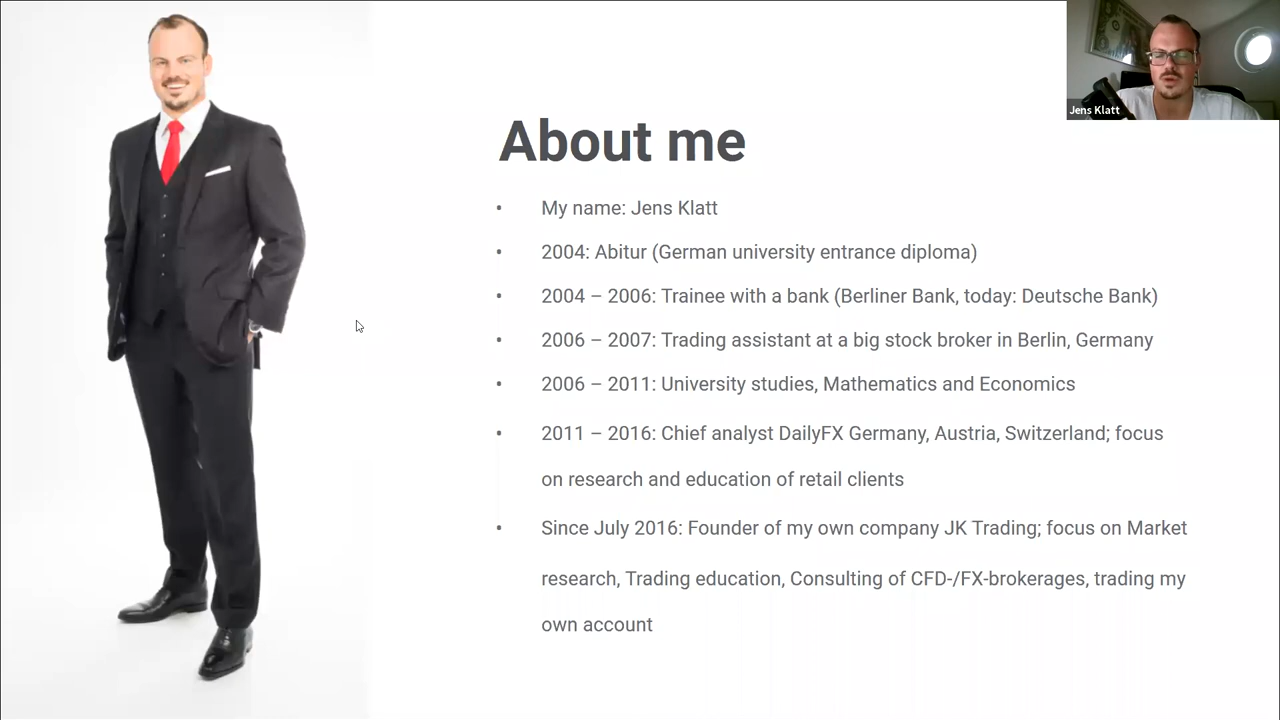 Jens Klatt
About me
• My name: Jens Klatt
• 2004: Abitur (German university entrance diploma)
• 2004 – 2006: Trainee with a bank (Berliner Bank, today: Deutsche Bank)
• 2006 – 2007: Trading assistant at a big stock broker in Berlin, Germany
• 2006 – 2011: University studies, Mathematics and Economics
• 2011 – 2016: Chief analyst DailyFX Germany, Austria, Switzerland; focus
on research and education of retail clients
• Since July 2016: Founder of my own company JK Trading; focus on Market
research, Trading education, Consulting of CFD-/FX-brokerages, trading my
own account